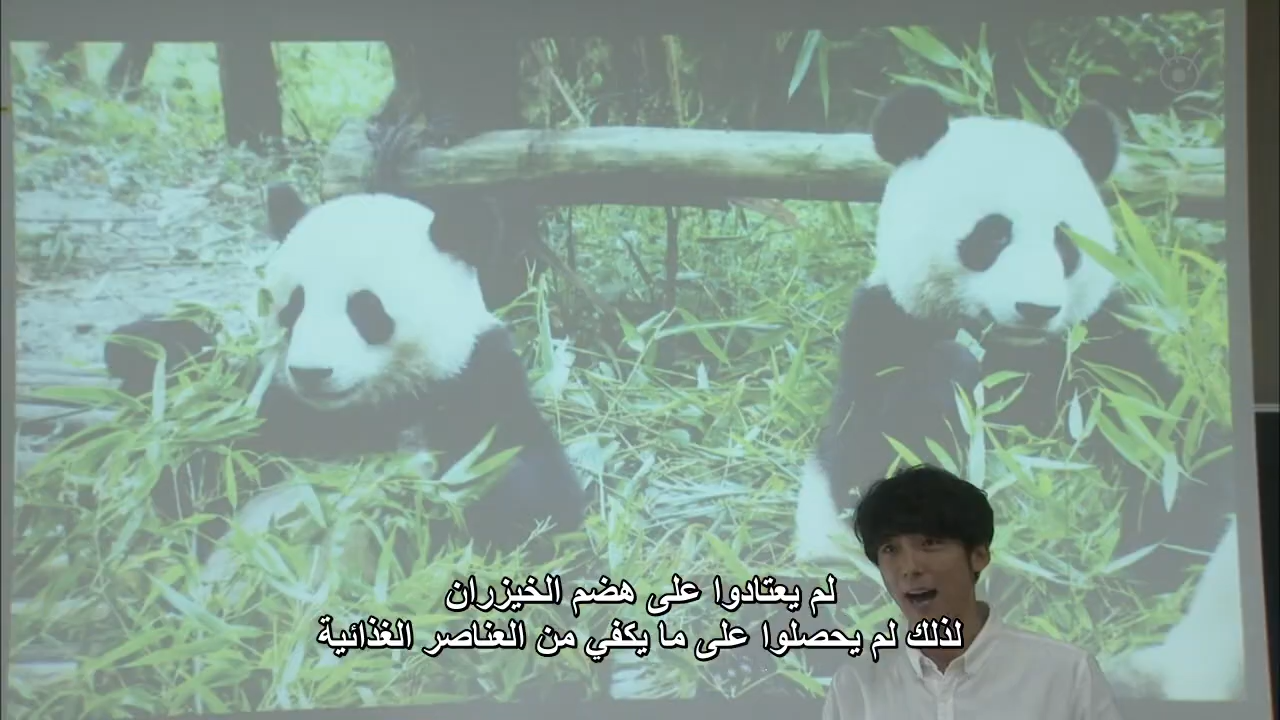 لم يعتادوا على هضم الخيزران
لذلك لم يحصلوا على ما يكفي من العناصر الغذائية